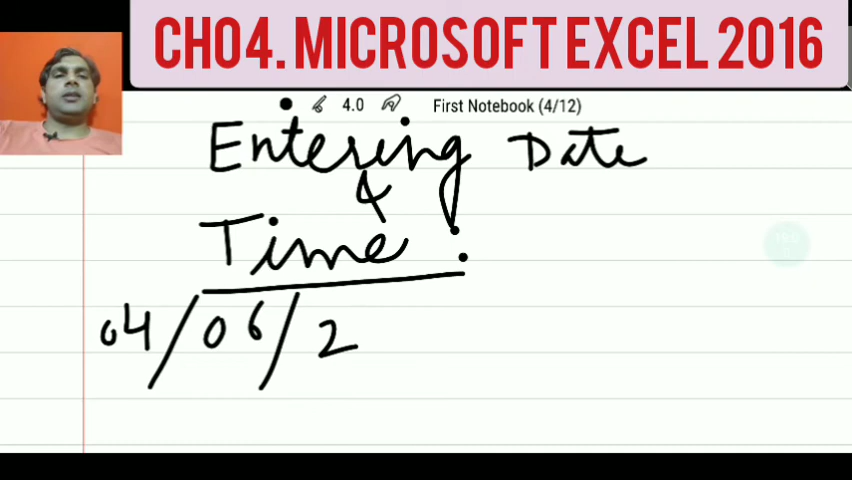 CH04. MICROSOFT EXCEL 2016
4.0 First Notebook (4/12)
Entering Date
&
Time :
04/06/2